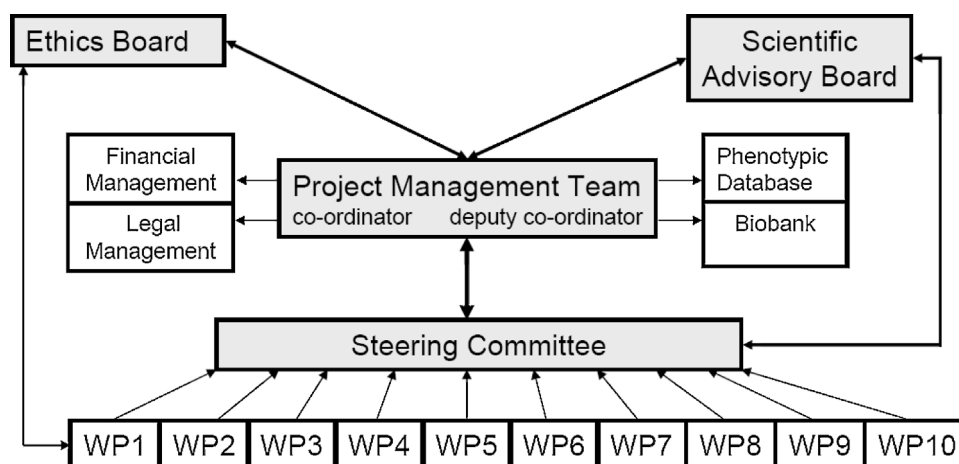 Ethics Board
Scientific
Advisory Board
Financial
Management
Legal
Management
Project Management Team
co-ordinator deputy co-ordinator
Phenotypic
Database
Biobank
Steering Committee
WP1 WP2 WP3 WP4 WP5 WP6 WP7 WP8 WP9 WP10